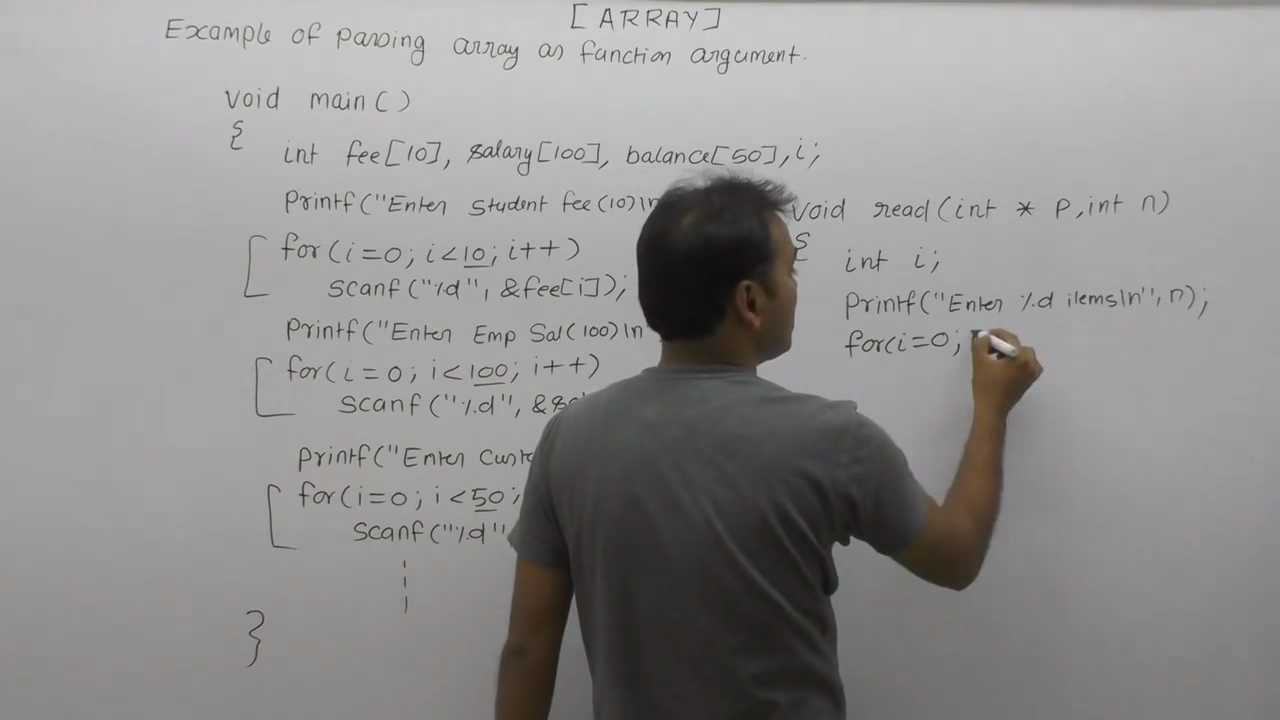 [ARRAY]
Example of passing array as function argument.
void main()
{
int fee[10], salary[100], balance[50], i;
Printf("Enter Student fee(10)\n
for(i=0; i<10; i++)
scanf("%d", &fee[i]);
Printf("Enter Emp Sal(100)\n
for(i=0; i<100; i++)
scanf("%d",
Printf("Enter
for(i=0; i<50;
scanf("%d"
}
void read(int * P, int n)
{
int i;
Printf("Enter %d items\n", n);
for(i=0;